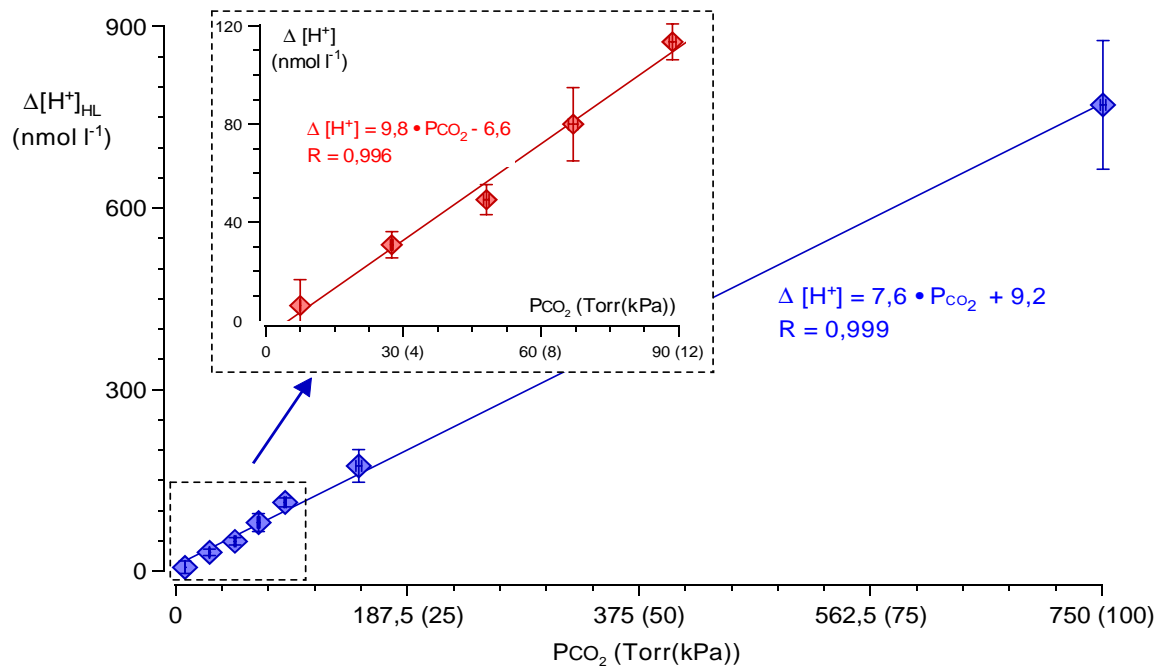 900
600
300
0
Δ[H⁺]HL
(nmol l⁻¹)
120
80
40
0
Δ [H⁺]
(nmol l⁻¹)
Δ [H⁺] = 9,8 • PCO₂ - 6,6
R = 0,996
PCO₂ (Torr(kPa))
0 30 (4) 60 (8) 90 (12)
Δ [H⁺] = 7,6 • PCO₂ + 9,2
R = 0,999
0 187,5 (25) 375 (50) 562,5 (75) 750 (100)
PCO₂ (Torr(kPa))